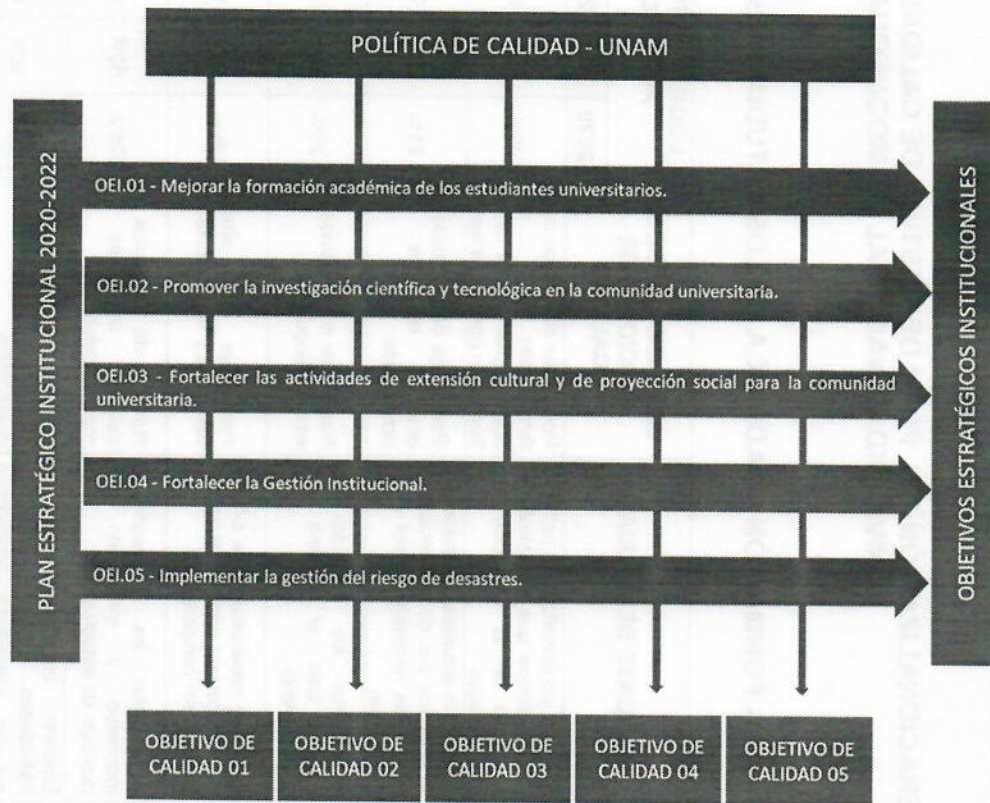 POLÍTICA DE CALIDAD - UNAM
PLAN ESTRATÉGICO INSTITUCIONAL 2020-2022
OEI.01 - Mejorar la formación académica de los estudiantes universitarios.
OEI.02 - Promover la investigación científica y tecnológica en la comunidad universitaria.
OEI.03 - Fortalecer las actividades de extensión cultural y de proyección social para la comunidad
universitaria.
OEI.04 - Fortalecer la Gestión Institucional.
OEI.05 - Implementar la gestión del riesgo de desastres.
OBJETIVOS ESTRATÉGICOS INSTITUCIONALES
OBJETIVO DE
CALIDAD 01
OBJETIVO DE
CALIDAD 02
OBJETIVO DE
CALIDAD 03
OBJETIVO DE
CALIDAD 04
OBJETIVO DE
CALIDAD 05